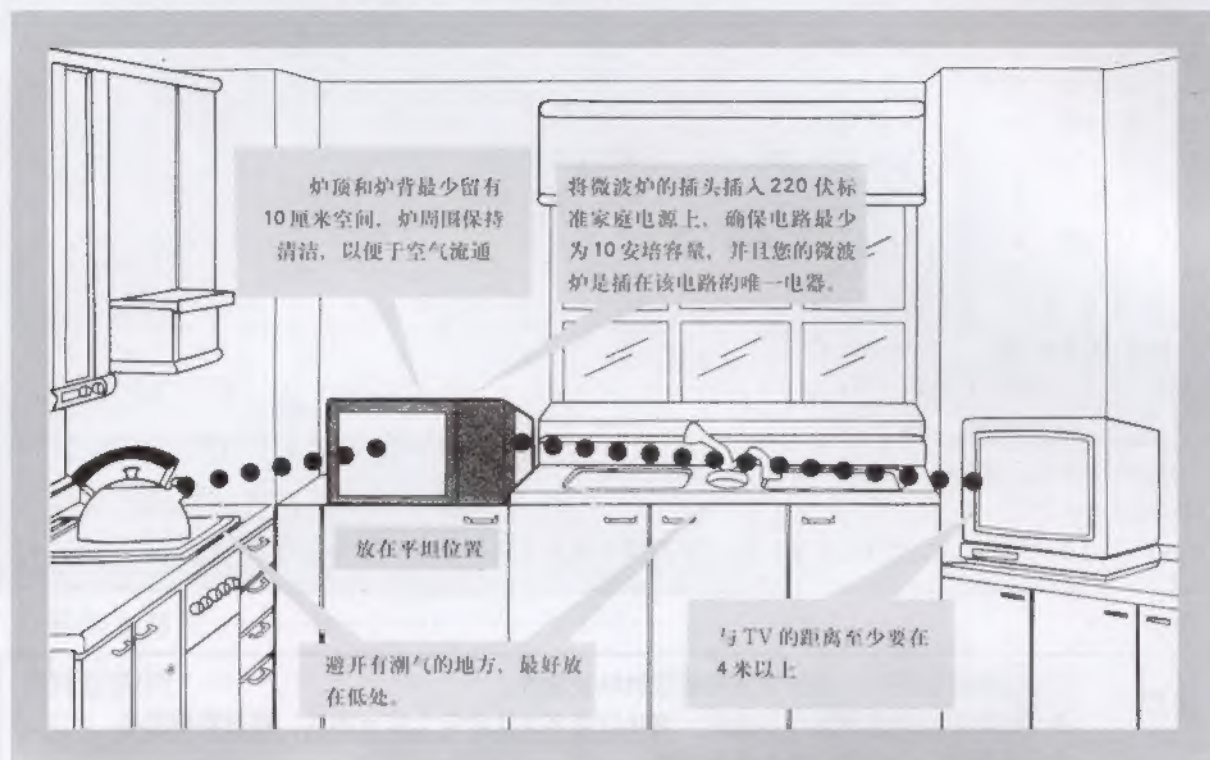 炉顶和炉背最少留有
10厘米空间，炉周围保持
清洁，以便于空气流通
将微波炉的插头插入220伏标
准家庭电源上，确保电路最少
为10安培容量，并且您的微波
炉是插在该电路的唯一电器。
放在平坦位置
避开有潮气的地方，最好放
在低处。
与TV的距离至少要在
4米以上